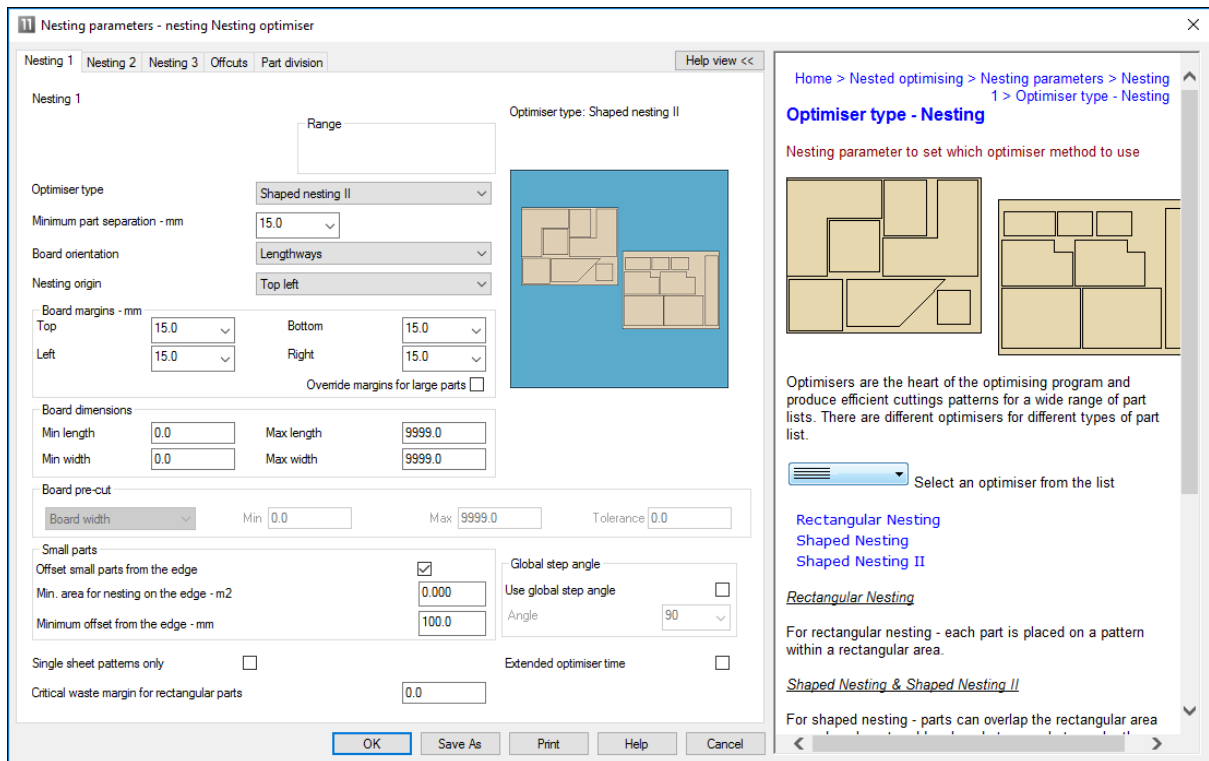 11 Nesting parameters - nesting Nesting optimiser
Nesting 1 Nesting 2 Nesting 3 Offcuts Part division Help view <<
Nesting 1
Range
Optimiser type: Shaped nesting II
Optimiser type Shaped nesting II
Minimum part separation - mm 15.0
Board orientation Lengthways
Nesting origin Top left
Board margins - mm
Top 15.0 Bottom 15.0
Left 15.0 Right 15.0
Override margins for large parts
Board dimensions
Min length 0.0 Max length 9999.0
Min width 0.0 Max width 9999.0
Board pre-cut
Board width Min 0.0 Max 9999.0 Tolerance 0.0
Small parts
Offset small parts from the edge
Min. area for nesting on the edge - m2 0.000
Minimum offset from the edge - mm 100.0
Global step angle
Use global step angle
Angle 90
Single sheet patterns only Extended optimiser time
Critical waste margin for rectangular parts 0.0
OK Save As Print Help Cancel
Home > Nested optimising > Nesting parameters > Nesting
1 > Optimiser type - Nesting
Optimiser type - Nesting
Nesting parameter to set which optimiser method to use
Optimisers are the heart of the optimising program and
produce efficient cuttings patterns for a wide range of part
lists. There are different optimisers for different types of part
list.
Select an optimiser from the list
Rectangular Nesting
Shaped Nesting
Shaped Nesting II
Rectangular Nesting
For rectangular nesting - each part is placed on a pattern
within a rectangular area.
Shaped Nesting & Shaped Nesting II
For shaped nesting - parts can overlap the rectangular area